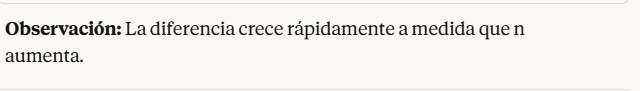 Observación: La diferencia crece rápidamente a medida que n
aumenta.